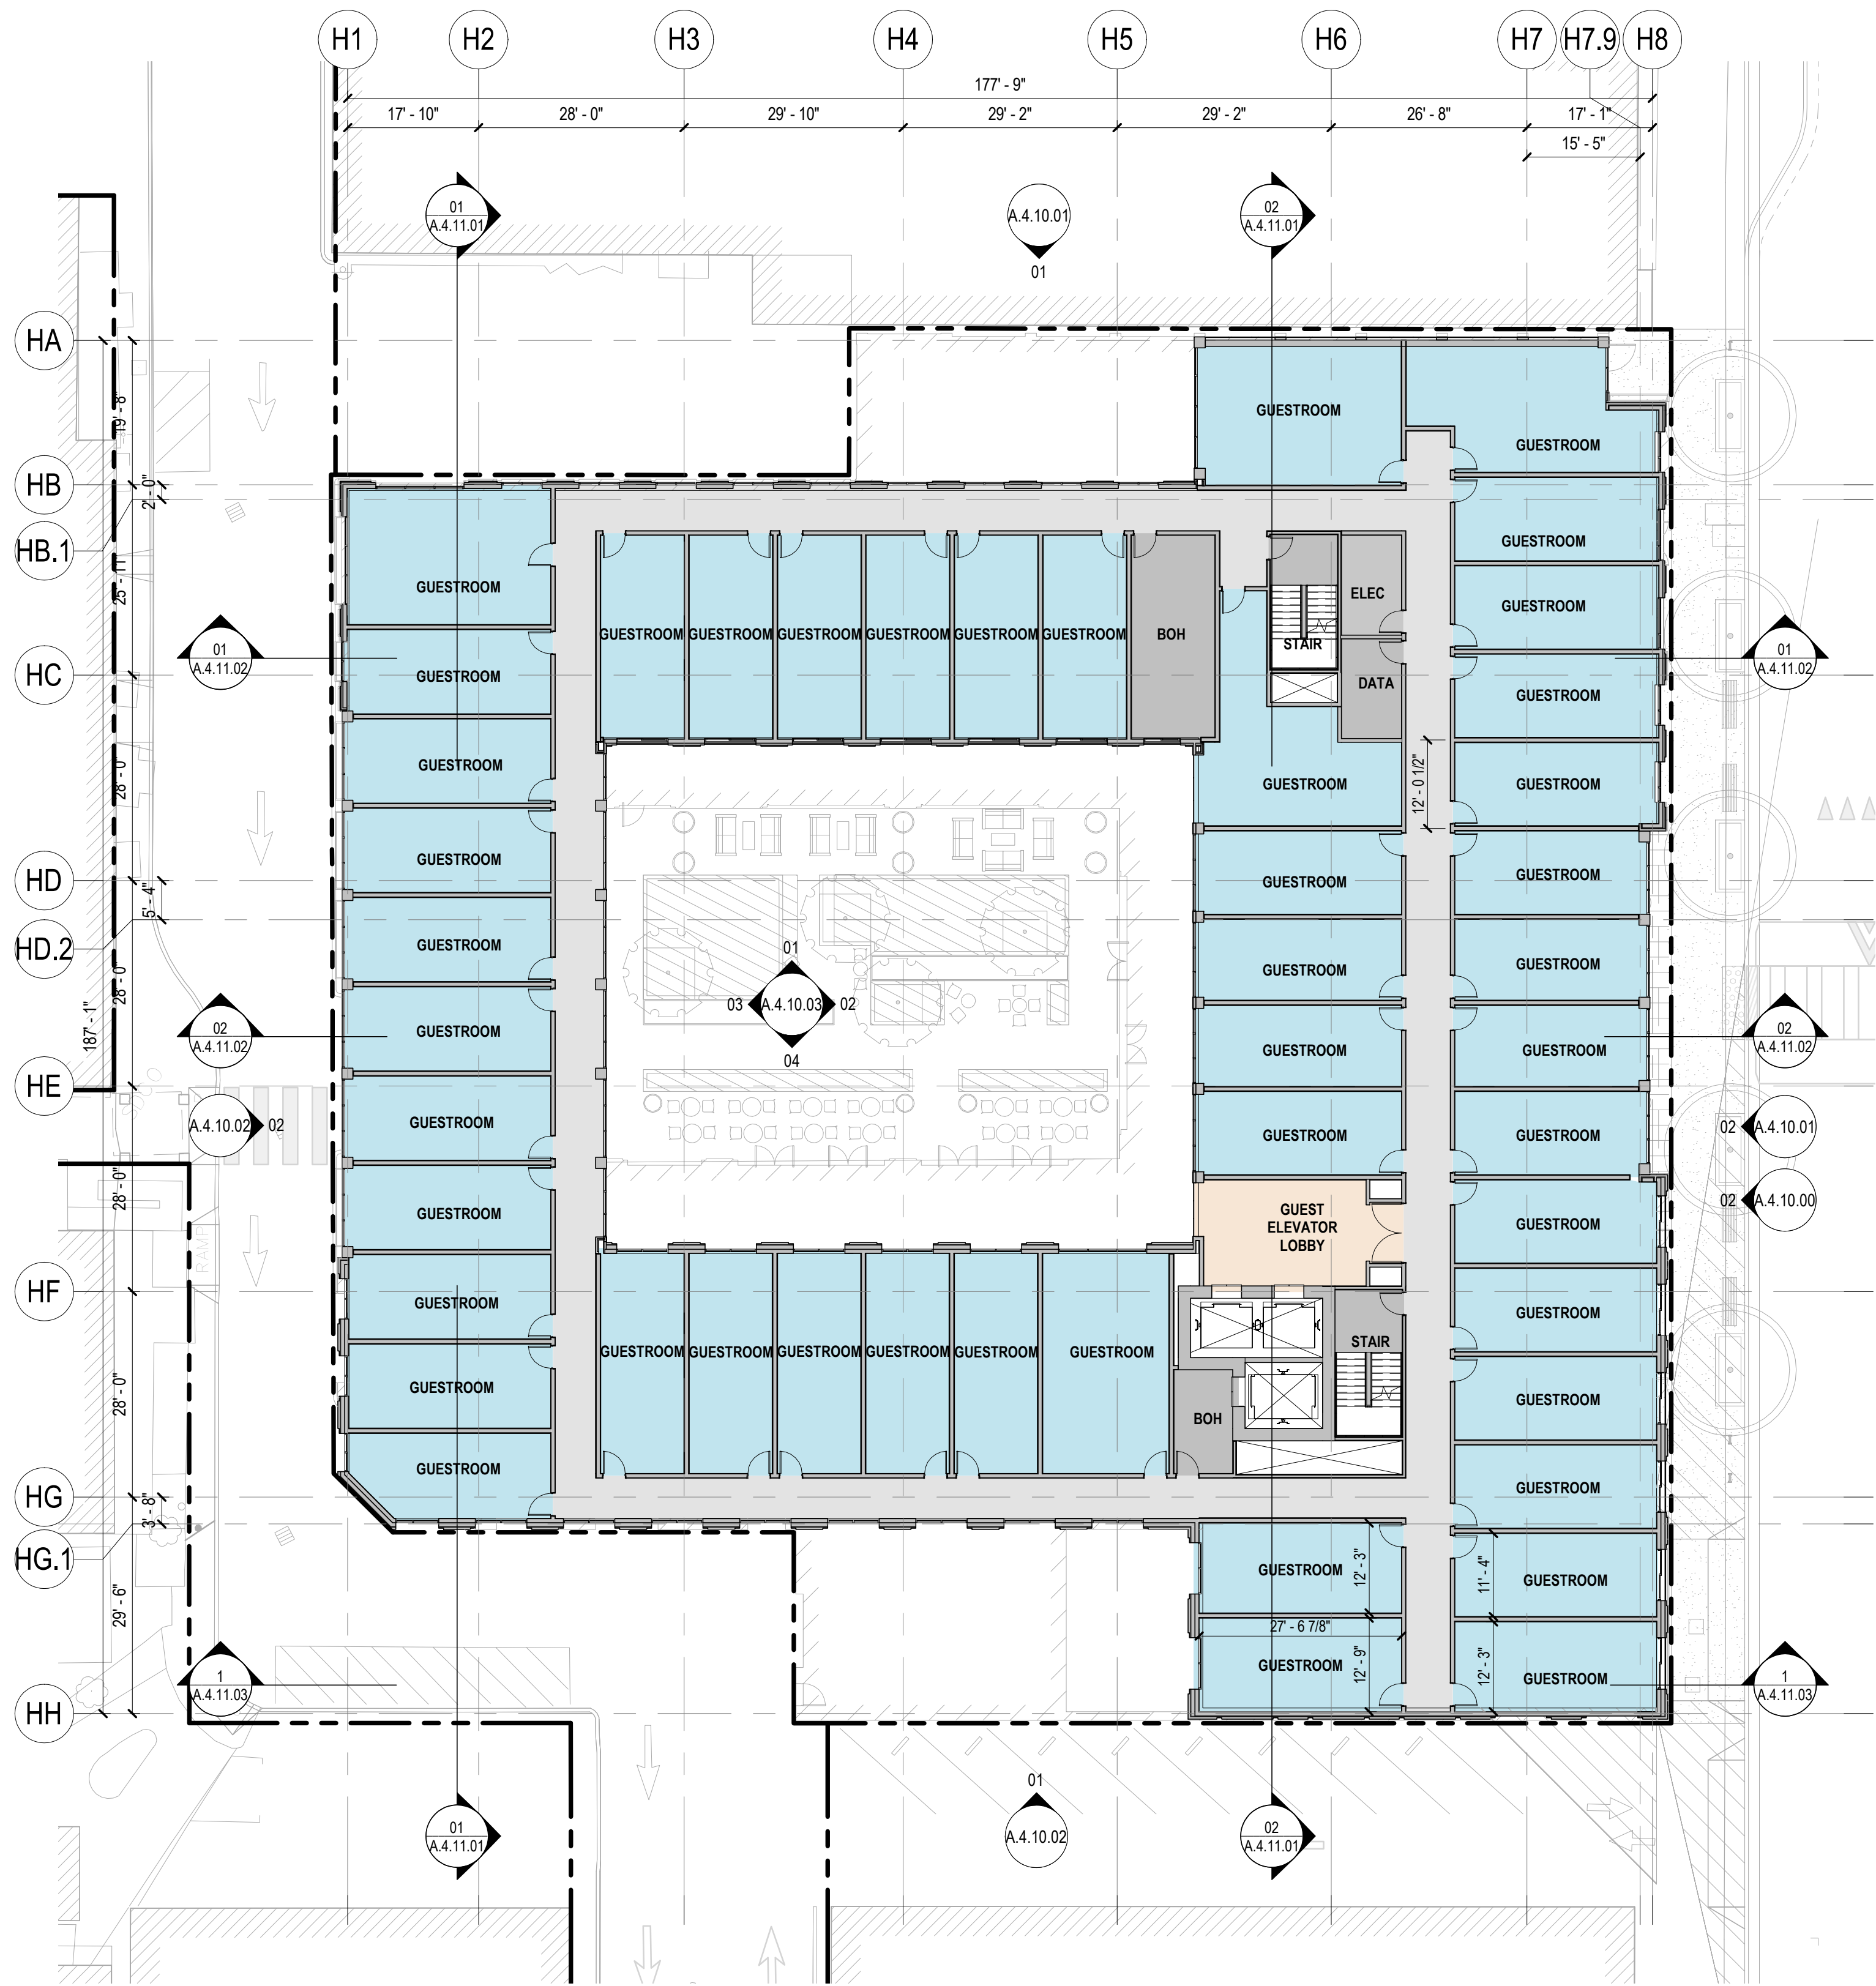 H1 H2 H3 H4 H5 H6 H7 H7.9 H8
177' - 9"
17' - 10" 28' - 0" 29' - 10" 29' - 2" 29' - 2" 26' - 8" 17' - 1"
15' - 5"
01
A.4.11.01
A.4.10.01
01
02
A.4.11.01
HA
19' - 8"
HB
2' - 0"
HB.1
25' - 11"
HC
28' - 0"
HD
5' - 4"
HD.2
28' - 0"
187' - 1"
HE
28' - 0"
HF
28' - 0"
HG
3' - 8"
HG.1
29' - 6"
HH
01
A.4.11.02
02
A.4.11.02
A.4.10.02 02
RAMP
1
A.4.11.03
GUESTROOM
GUESTROOM
GUESTROOM
GUESTROOM
GUESTROOM
GUESTROOM
GUESTROOM
GUESTROOM
GUESTROOM
GUESTROOM
GUESTROOM
GUESTROOM GUESTROOM GUESTROOM GUESTROOM GUESTROOM GUESTROOM BOH
STAIR
ELEC
DATA
01
03 A.4.10.03 02
04
GUESTROOM GUESTROOM GUESTROOM GUESTROOM GUESTROOM GUESTROOM
BOH
STAIR
GUESTROOM
GUESTROOM
12' - 0 1/2"
GUESTROOM
GUESTROOM
GUESTROOM
GUESTROOM
GUEST
ELEVATOR
LOBBY
GUESTROOM
12' - 3"
27' - 6 7/8"
GUESTROOM
12' - 9"
GUESTROOM
GUESTROOM
GUESTROOM
GUESTROOM
GUESTROOM
GUESTROOM
GUESTROOM
GUESTROOM
GUESTROOM
GUESTROOM
GUESTROOM
GUESTROOM
GUESTROOM
11' - 4"
GUESTROOM
12' - 3"
GUESTROOM
01
A.4.11.02
02
A.4.11.02
02 A.4.10.01
02 A.4.10.00
1
A.4.11.03
01
A.4.11.01
01
A.4.10.02
02
A.4.11.01